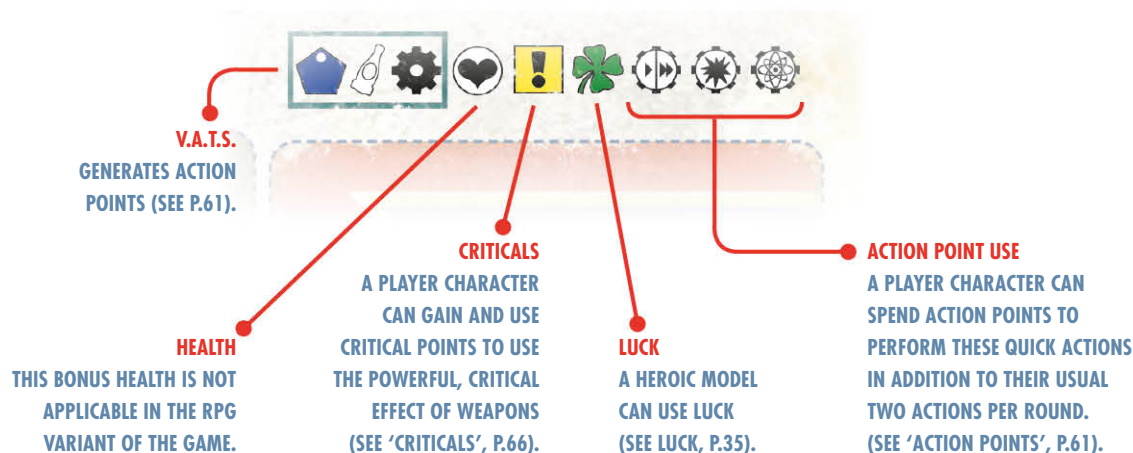 V.A.T.S.
GENERATES ACTION
POINTS (SEE P.61).
HEALTH
THIS BONUS HEALTH IS NOT
APPLICABLE IN THE RPG
VARIANT OF THE GAME.
CRITICALS
A PLAYER CHARACTER
CAN GAIN AND USE
CRITICAL POINTS TO USE
THE POWERFUL, CRITICAL
EFFECT OF WEAPONS
(SEE ‘CRITICALS’, P.66).
LUCK
A HEROIC MODEL
CAN USE LUCK
(SEE LUCK, P.35).
ACTION POINT USE
A PLAYER CHARACTER CAN
SPEND ACTION POINTS TO
PERFORM THESE QUICK ACTIONS
IN ADDITION TO THEIR USUAL
TWO ACTIONS PER ROUND.
(SEE ‘ACTION POINTS’, P.61).